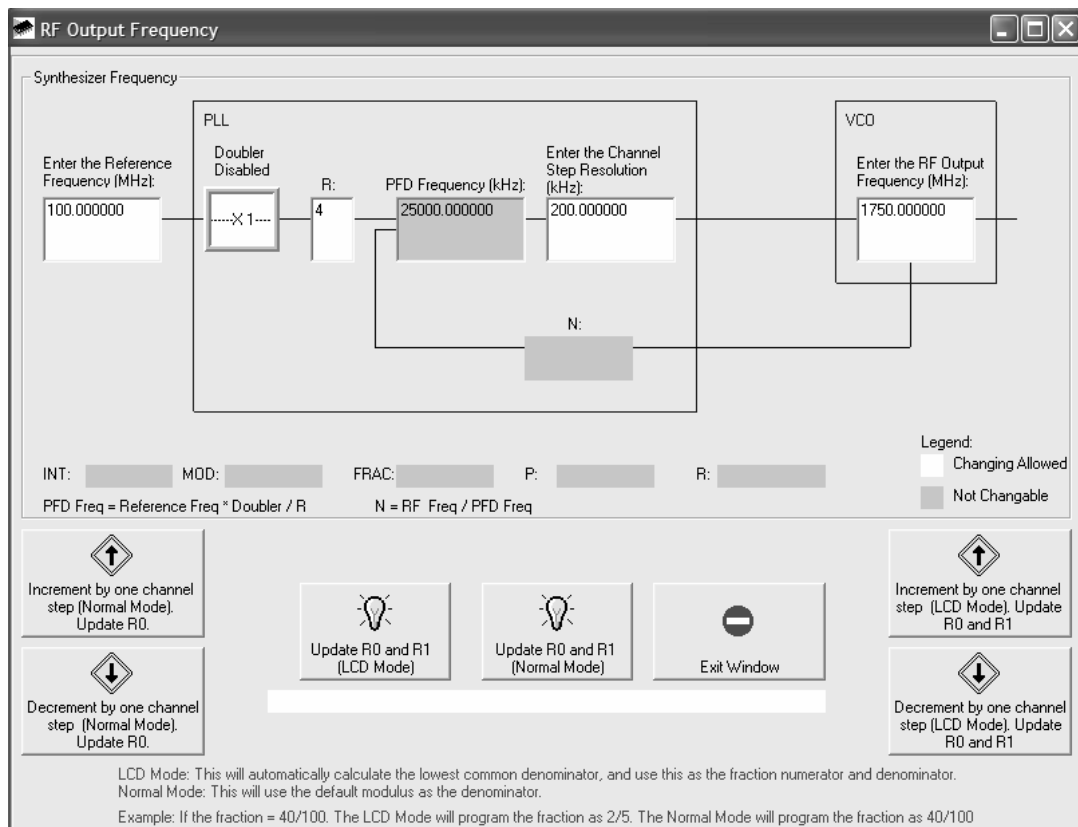 RF Output Frequency
Synthesizer Frequency
PLL
VCO
Enter the Reference
Frequency (MHz):
100.000000
Doubler
Disabled
----X 1----
R:
4
PFD Frequency (kHz):
25000.000000
Enter the Channel
Step Resolution
(kHz):
200.000000
Enter the RF Output
Frequency (MHz):
1750.000000
N:
Legend:
Changing Allowed
Not Changable
INT:
MOD:
FRAC:
P:
R:
PFD Freq = Reference Freq * Doubler / R
N = RF Freq / PFD Freq
Increment by one channel
step (Normal Mode).
Update R0.
Decrement by one channel
step (Normal Mode).
Update R0.
Update R0 and R1
(LCD Mode)
Update R0 and R1
(Normal Mode)
Exit Window
Increment by one channel
step (LCD Mode). Update
R0 and R1
Decrement by one channel
step (LCD Mode). Update
R0 and R1
LCD Mode: This will automatically calculate the lowest common denominator, and use this as the fraction numerator and denominator.
Normal Mode: This will use the default modulus as the denominator.
Example: If the fraction = 40/100. The LCD Mode will program the fraction as 2/5. The Normal Mode will program the fraction as 40/100